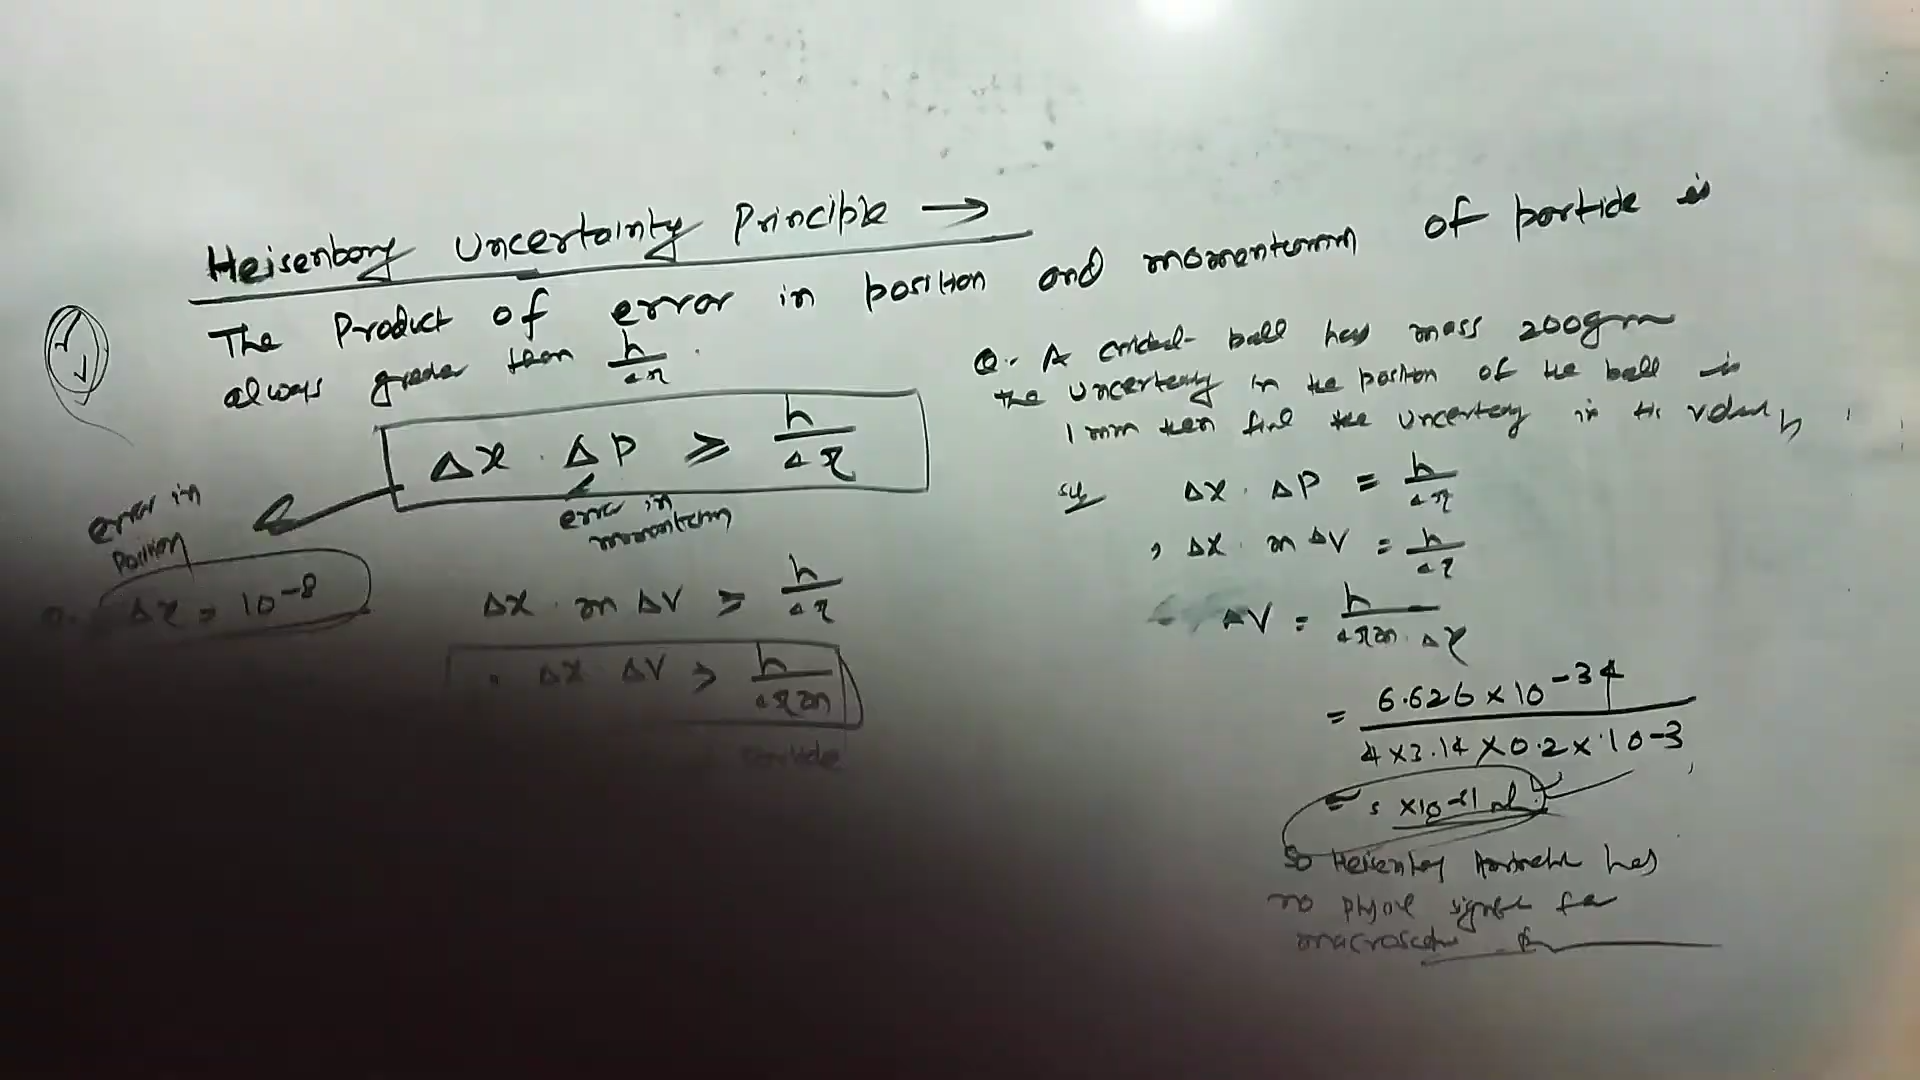 Heisenberg Uncertainty Principle →
The Product of error in position and momentum of particle is
always greater than h/4π.
Δx . ΔP ≥ h/4π
error in
Position
error in
momentum
Δx = 10^-8
Δx . m ΔV ≥ h/4π
Δx ΔV ≥ h/4πm
Q. A cricket ball has mass 200gm
the uncertainty in the position of the ball is
1 mm then find the uncertainty in the velocity
Δx . ΔP = h/4π
Δx . m ΔV = h/4π
ΔV = h/4πm . Δx
= 6.626 × 10^-34 / 4 × 3.14 × 0.2 × 10^-3
So Heisenberg has
no for